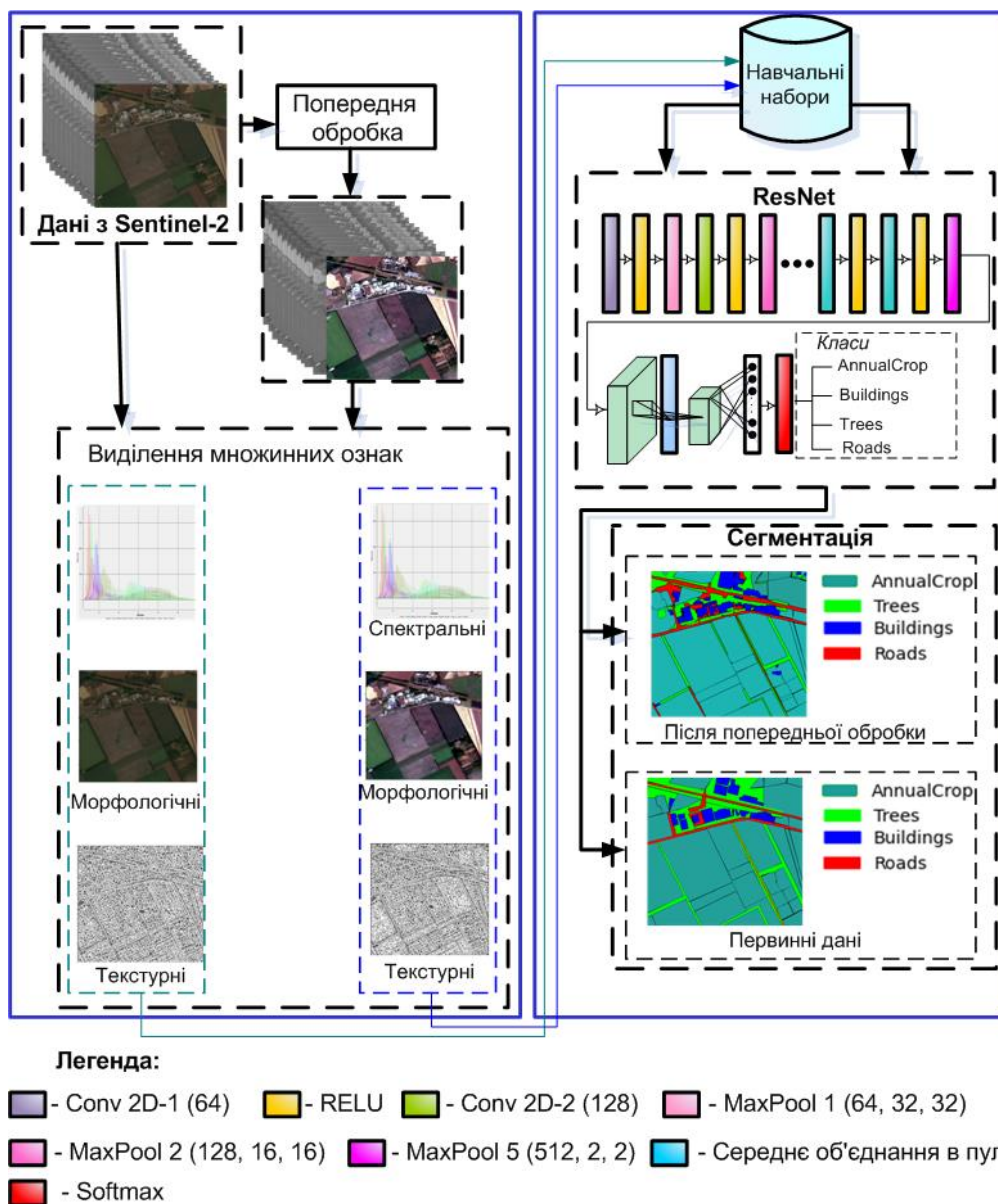 Дані з Sentinel-2
Попередня
обробка
Виділення множинних ознак
Спектральні
Морфологічні
Морфологічні
Текстурні
Текстурні
Навчальні
набори
ResNet
Класи
AnnualCrop
Buildings
Trees
Roads
Сегментація
AnnualCrop
Trees
Buildings
Roads
Після попередньої обробки
AnnualCrop
Trees
Buildings
Roads
Первинні дані
Легенда:
- Conv 2D-1 (64) - RELU - Conv 2D-2 (128) - MaxPool 1 (64, 32, 32)
- MaxPool 2 (128, 16, 16) - MaxPool 5 (512, 2, 2) - Середнє об'єднання в пул
- Softmax